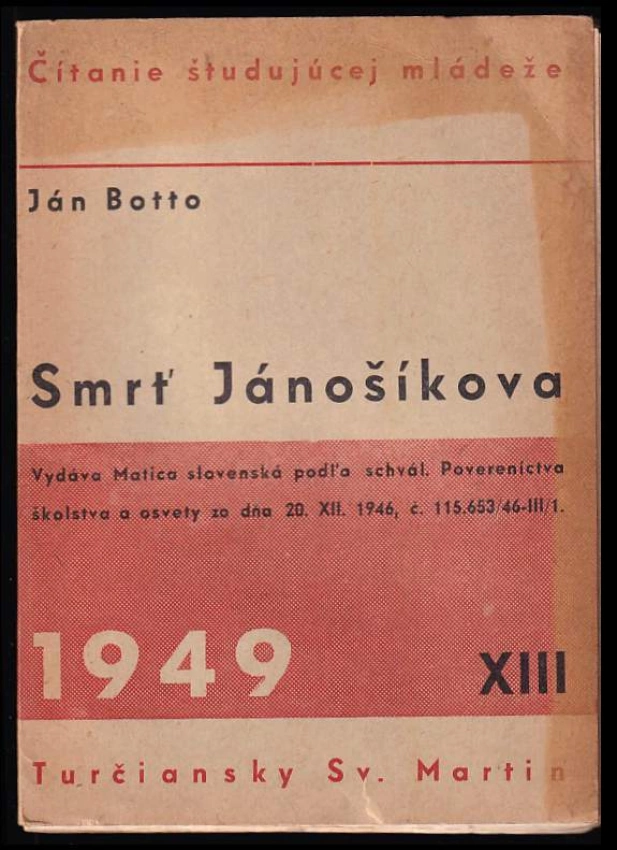 Čítanie študujúcej mládeže
Ján Botto
Smrť Jánošíkova
Vydáva Matica slovenská podľa schvál. Povereníctva
školstva a osvety zo dňa 20. XII. 1946, č. 115.653/46-III/1.
1949 XIII
Turčiansky Sv. Martin